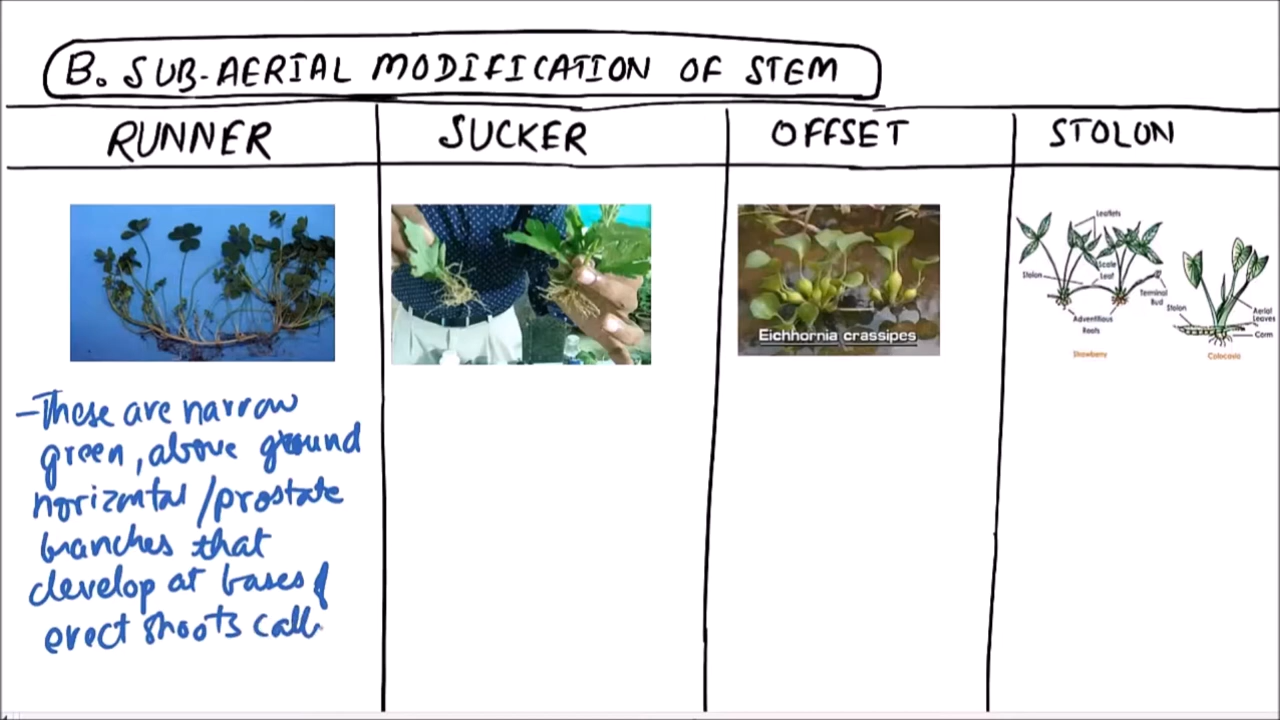 B. SUB-AERIAL MODIFICATION OF STEM
RUNNER
SUCKER
OFFSET
STOLON
Eichhornia crassipes
Leaflets
Stolon
Scale
Leaf
Terminal
Bud
Adventitious
Roots
Strawberry
Stolon
Aerial
Leaves
Corm
Colocasia
-These are narrow
green, above ground
horizontal/prostate
branches that
develop at bases of
erect shoots call